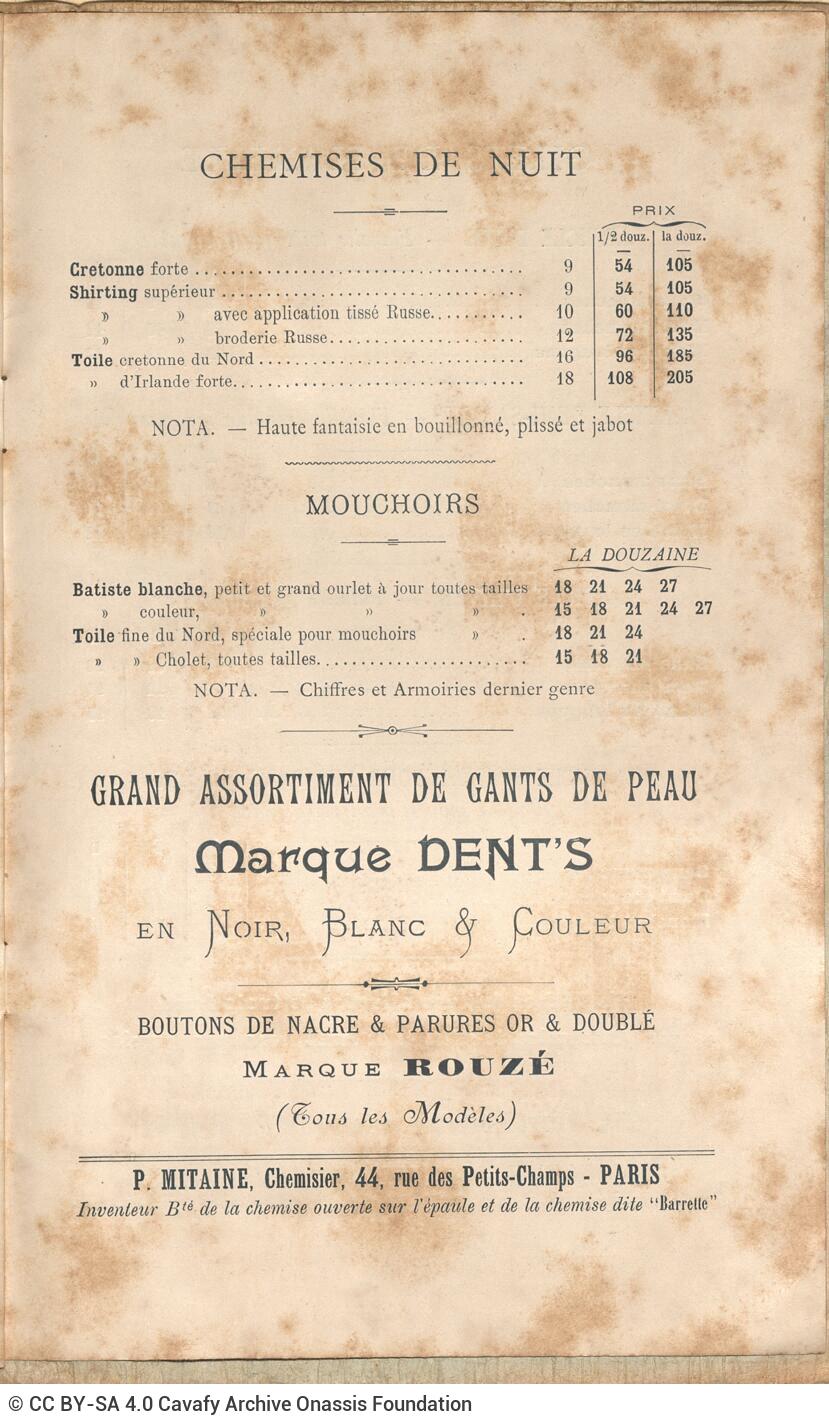 CHEMISES DE NUIT
PRIX
1/2 douz. la douz.
Cretonne forte .................................... 9 54 105
Shirting supérieur ................................. 9 54 105
» » avec application tissé Russe.......... 10 60 110
» » broderie Russe..................... 12 72 135
Toile cretonne du Nord ............................. 16 96 185
» d'Irlande forte................................ 18 108 205
NOTA. — Haute fantaisie en bouillonné, plissé et jabot
MOUCHOIRS
LA DOUZAINE
Batiste blanche, petit et grand ourlet à jour toutes tailles 18 21 24 27
» couleur, » » » . 15 18 21 24 27
Toile fine du Nord, spéciale pour mouchoirs » . 18 21 24
» » Cholet, toutes tailles....................... 15 18 21
NOTA. — Chiffres et Armoiries dernier genre
GRAND ASSORTIMENT DE GANTS DE PEAU
Marque DENT'S
EN NOIR, BLANC & COULEUR
BOUTONS DE NACRE & PARURES OR & DOUBLÉ
MARQUE ROUZÉ
(Tous les Modèles)
P. MITAINE, Chemisier, 44, rue des Petits-Champs - PARIS
Inventeur Bté de la chemise ouverte sur l'épaule et de la chemise dite "Barrette"
© CC BY-SA 4.0 Cavafy Archive Onassis Foundation